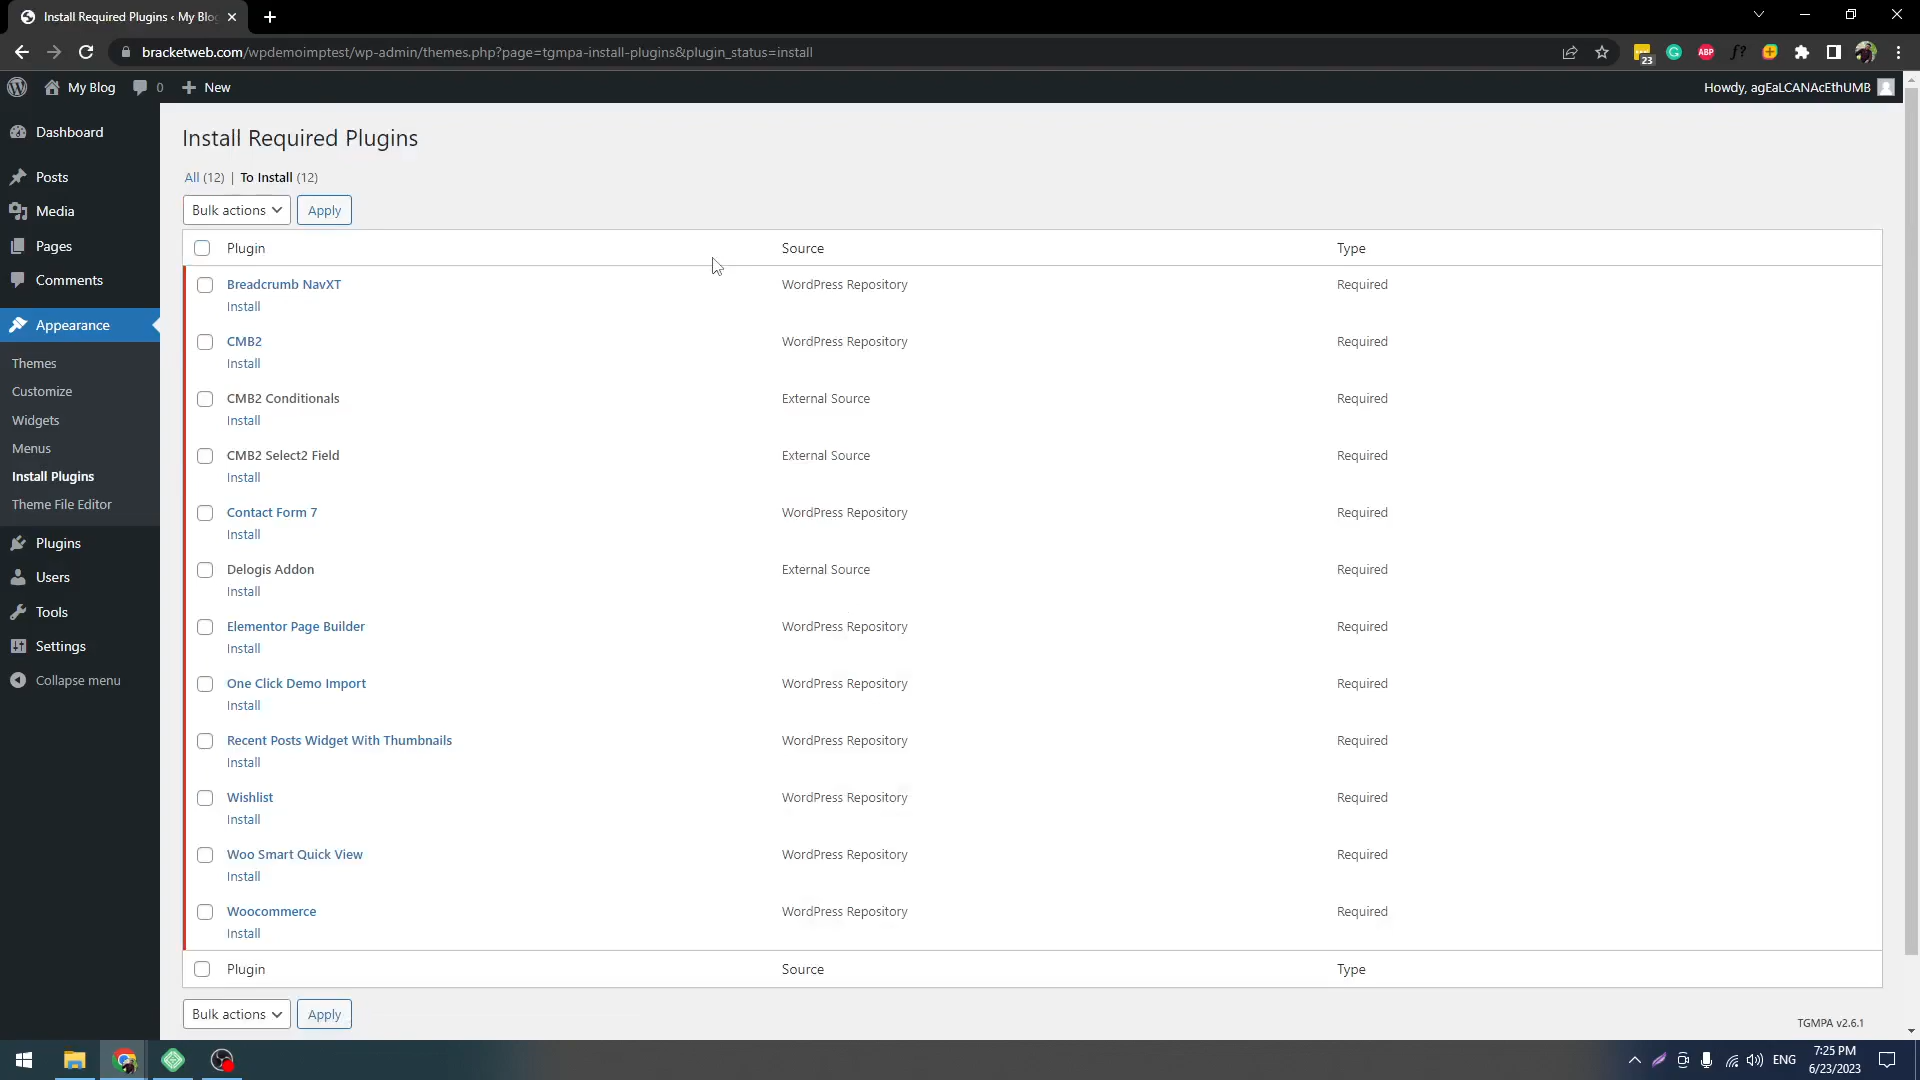 Install Required Plugins ‹ My Blog
bracketweb.com/wpdemoimptest/wp-admin/themes.php?page=tgmpa-install-plugins&plugin_status=install
23
ABP
f?
My Blog
0
New
Howdy, agEaLCANAcEthUMB
Dashboard
Posts
Media
Pages
Comments
Appearance
Themes
Customize
Widgets
Menus
Install Plugins
Theme File Editor
Plugins
Users
Tools
Settings
Collapse menu
Install Required Plugins
All (12) | To Install (12)
Bulk actions
Apply
Plugin Source Type
Breadcrumb NavXT WordPress Repository Required
Install
CMB2 WordPress Repository Required
Install
CMB2 Conditionals External Source Required
Install
CMB2 Select2 Field External Source Required
Install
Contact Form 7 WordPress Repository Required
Install
Delogis Addon External Source Required
Install
Elementor Page Builder WordPress Repository Required
Install
One Click Demo Import WordPress Repository Required
Install
Recent Posts Widget With Thumbnails WordPress Repository Required
Install
Wishlist WordPress Repository Required
Install
Woo Smart Quick View WordPress Repository Required
Install
Woocommerce WordPress Repository Required
Install
Plugin Source Type
Bulk actions
Apply
TGMPA v2.6.1
ENG
7:25 PM
6/23/2023